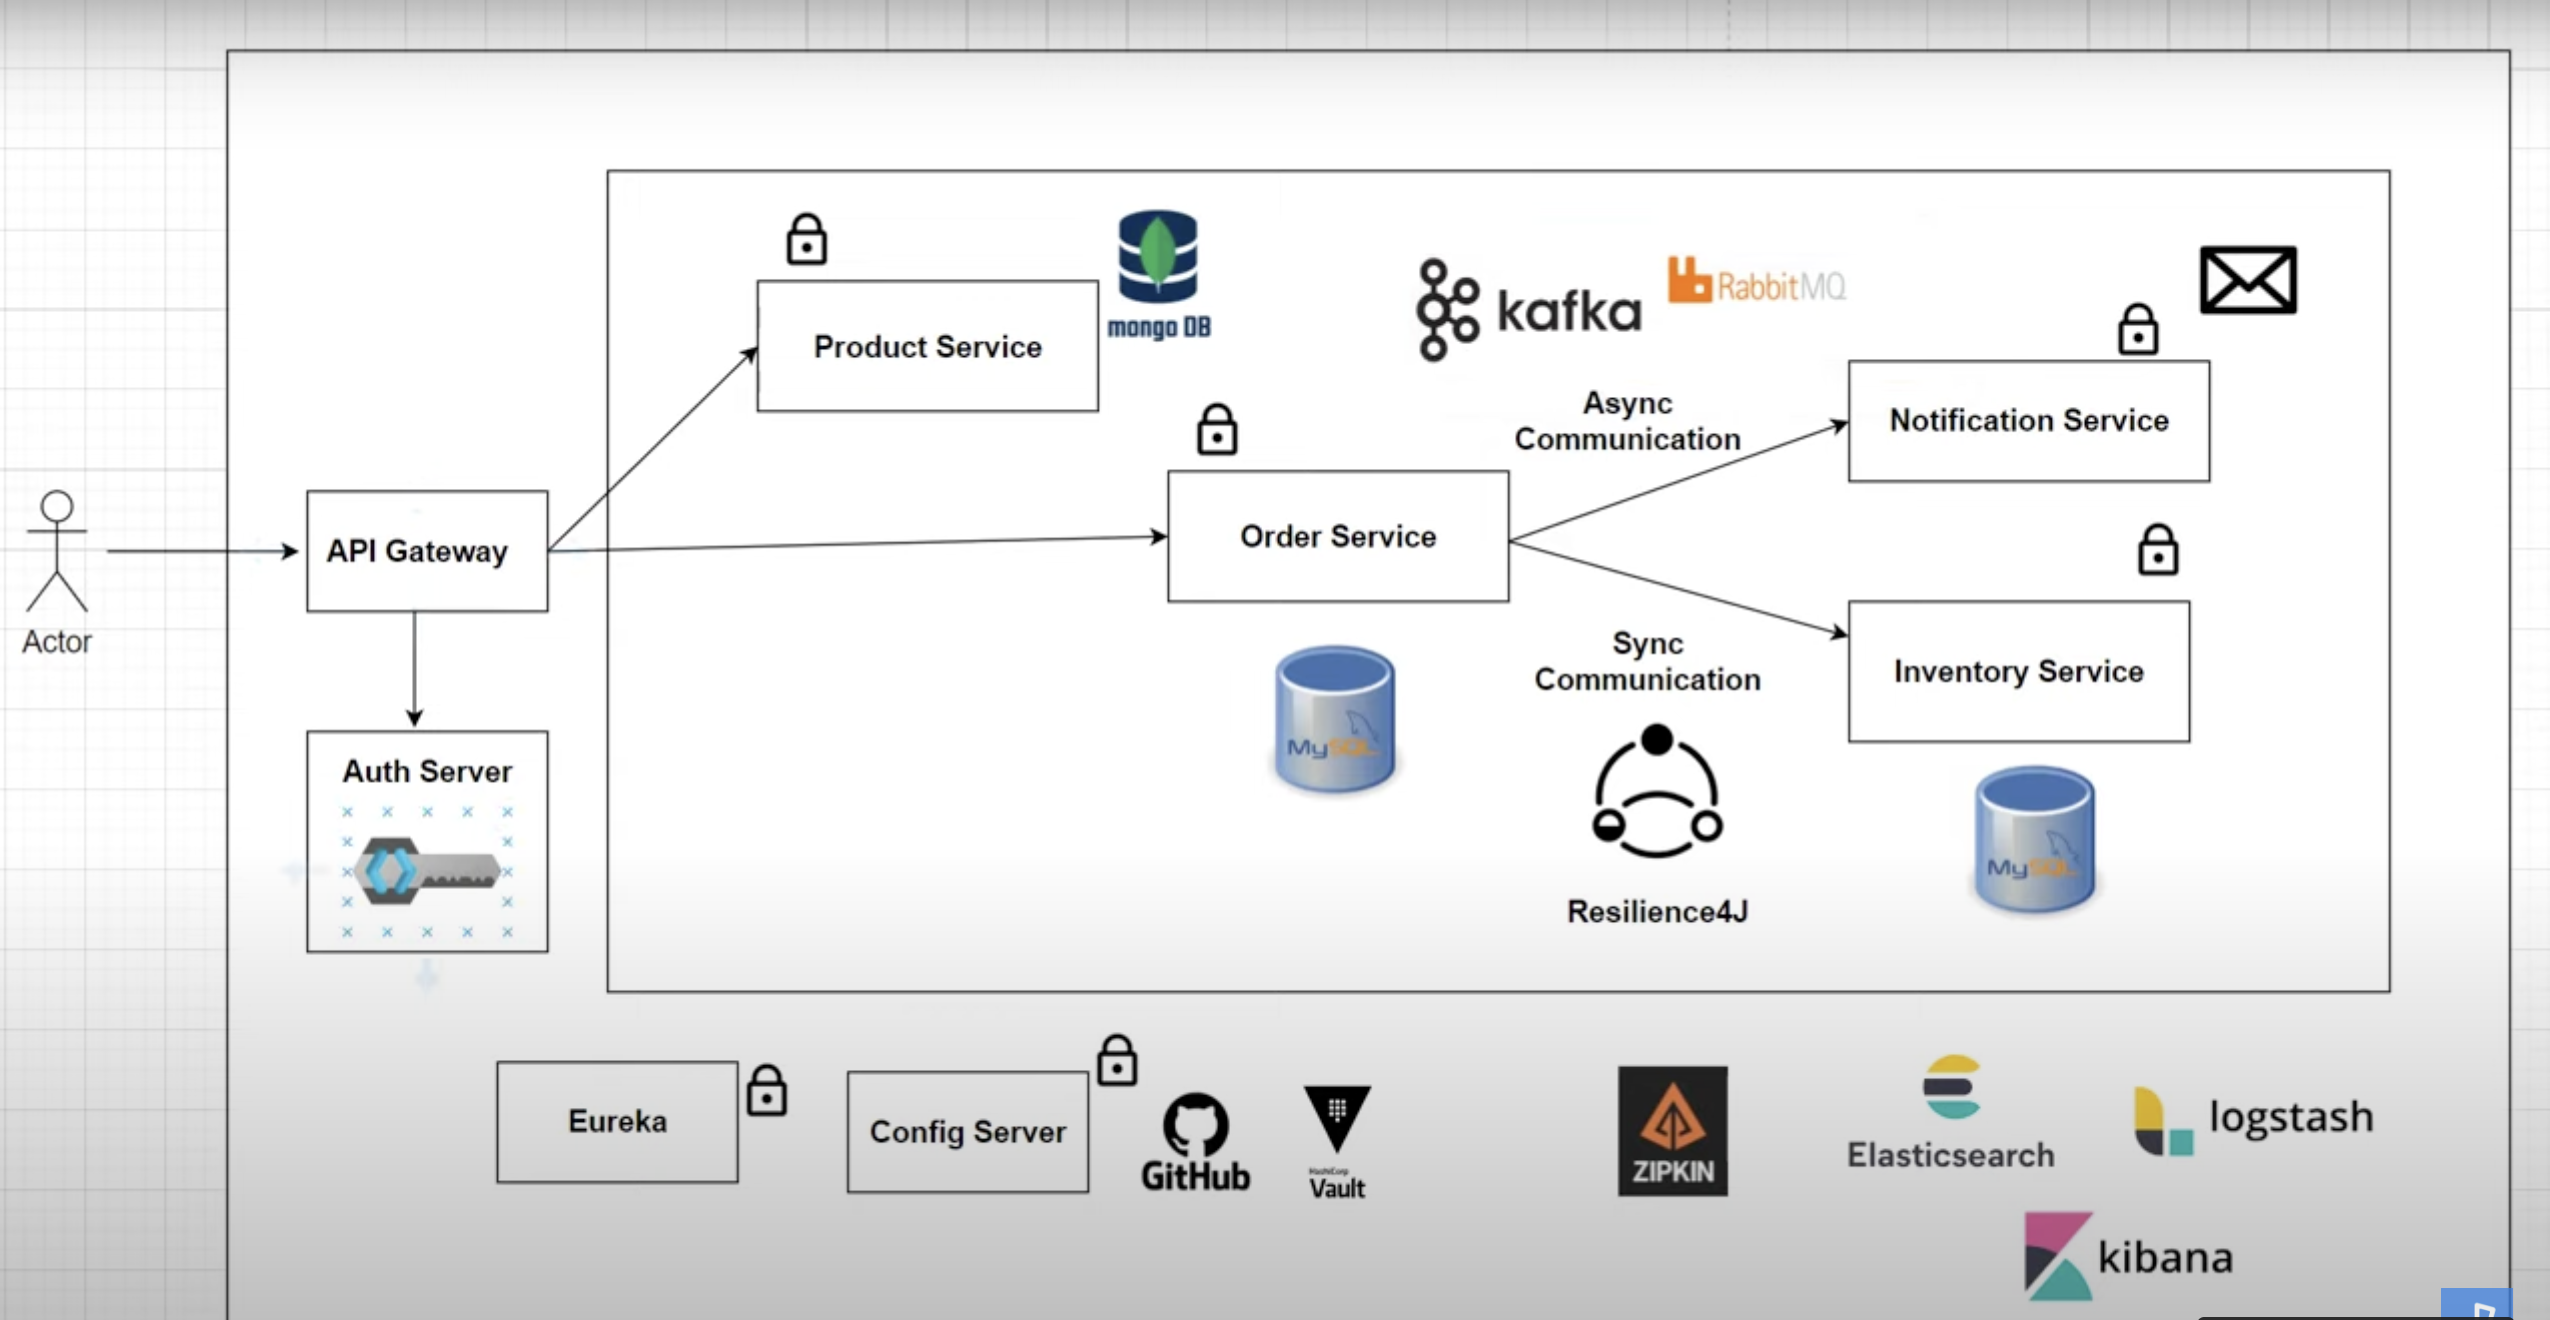 mongo DB
Product Service
kafka
RabbitMQ
Async
Communication
Notification Service
Order Service
API Gateway
Actor
Sync
Communication
Inventory Service
MySQL
Auth Server
MySQL
Resilience4J
Eureka
Config Server
GitHub
HashiCorp
Vault
ZIPKIN
Elasticsearch
logstash
kibana